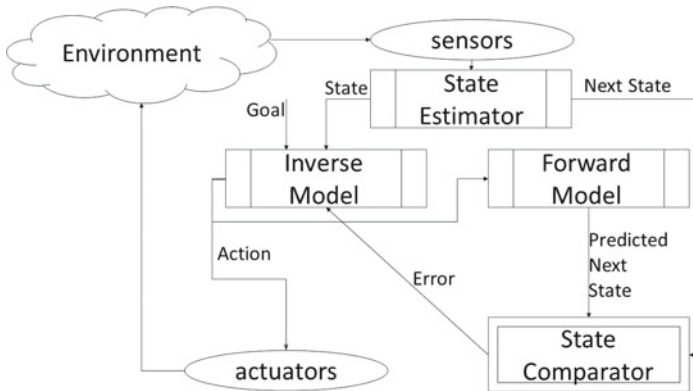 Environment
sensors
State
Estimator
State
Next State
Goal
Inverse
Model
Forward
Model
Action
Error
Predicted
Next
State
State
Comparator
actuators